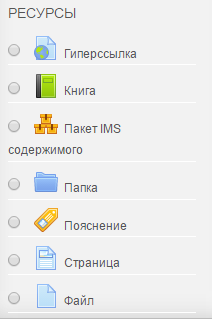 РЕСУРСЫ
Гиперссылка
Книга
Пакет IMS
содержимого
Папка
Пояснение
Страница
Файл